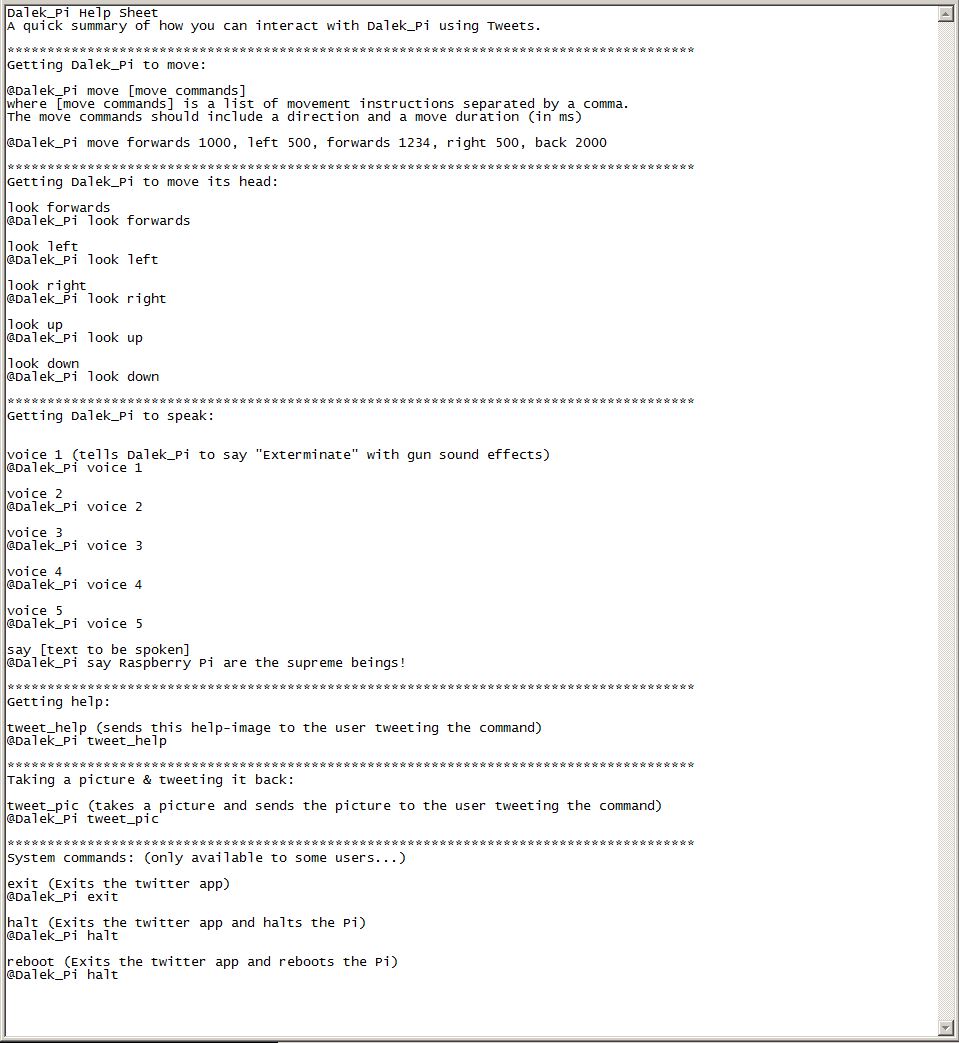 Dalek_Pi Help Sheet
A quick summary of how you can interact with Dalek_Pi using Tweets.
**************************************************************************************
Getting Dalek_Pi to move:
@Dalek_Pi move [move commands]
where [move commands] is a list of movement instructions separated by a comma.
The move commands should include a direction and a move duration (in ms)
@Dalek_Pi move forwards 1000, left 500, forwards 1234, right 500, back 2000
**************************************************************************************
Getting Dalek_Pi to move its head:
look forwards
@Dalek_Pi look forwards
look left
@Dalek_Pi look left
look right
@Dalek_Pi look right
look up
@Dalek_Pi look up
look down
@Dalek_Pi look down
**************************************************************************************
Getting Dalek_Pi to speak:
voice 1 (tells Dalek_Pi to say "Exterminate" with gun sound effects)
@Dalek_Pi voice 1
voice 2
@Dalek_Pi voice 2
voice 3
@Dalek_Pi voice 3
voice 4
@Dalek_Pi voice 4
voice 5
@Dalek_Pi voice 5
say [text to be spoken]
@Dalek_Pi say Raspberry Pi are the supreme beings!
**************************************************************************************
Getting help:
tweet_help (sends this help-image to the user tweeting the command)
@Dalek_Pi tweet_help
**************************************************************************************
Taking a picture & tweeting it back:
tweet_pic (takes a picture and sends the picture to the user tweeting the command)
@Dalek_Pi tweet_pic
**************************************************************************************
System commands: (only available to some users...)
exit (Exits the twitter app)
@Dalek_Pi exit
halt (Exits the twitter app and halts the Pi)
@Dalek_Pi halt
reboot (Exits the twitter app and reboots the Pi)
@Dalek_Pi halt